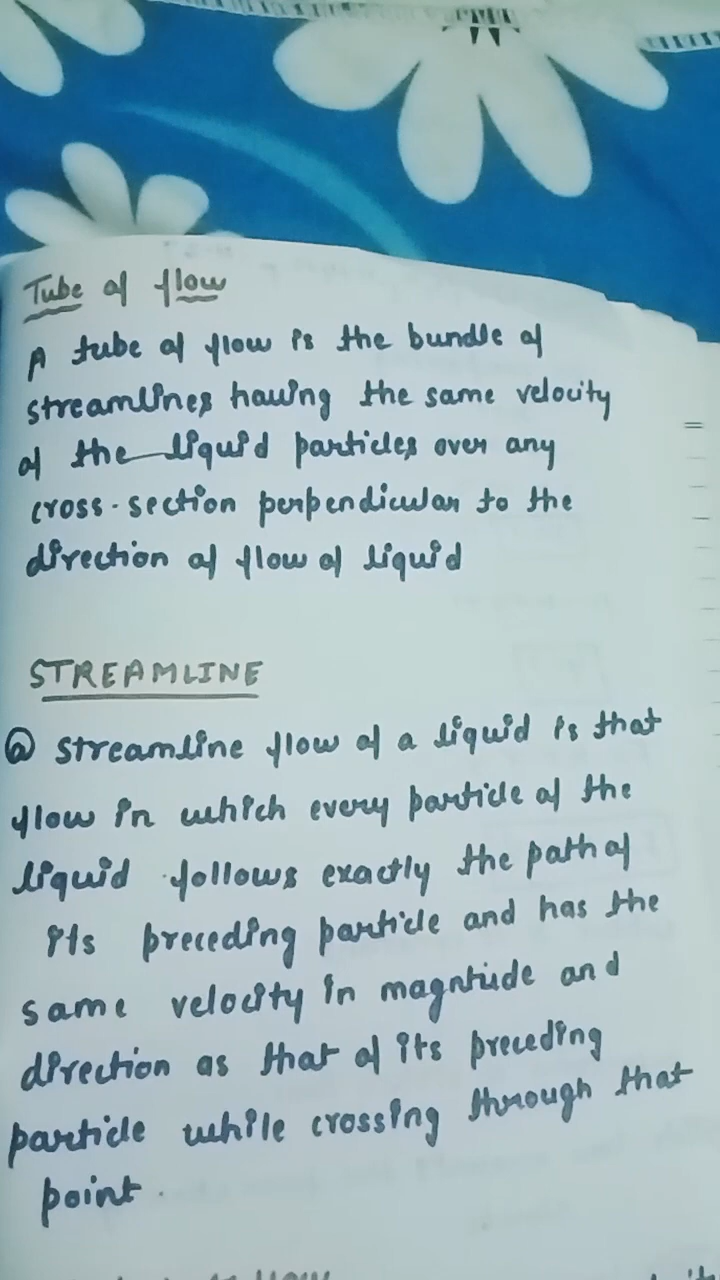 Tube of flow
A tube of flow is the bundle of
streamlines having the same velocity
of the liquid particles over any
cross-section perpendicular to the
direction of flow of liquid
STREAMLINE
@ streamline flow of a liquid is that
flow in which every particle of the
liquid follows exactly the path of
its preceding particle and has the
same velocity in magntiude and
direction as that of its preceding
particle while crossing through that
point.
flow